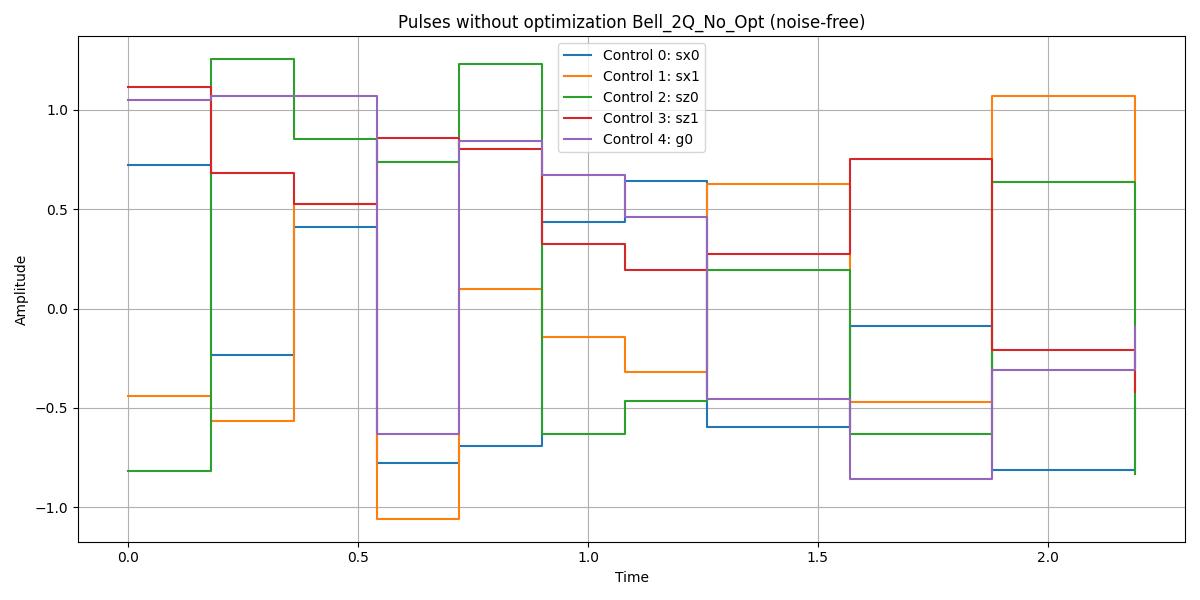 Pulses without optimization Bell_2Q_No_Opt (noise-free)
Control 0: sx0
Control 1: sx1
Control 2: sz0
Control 3: sz1
Control 4: g0
Amplitude
1.0
0.5
0.0
−0.5
−1.0
0.0 0.5 1.0 1.5 2.0
Time